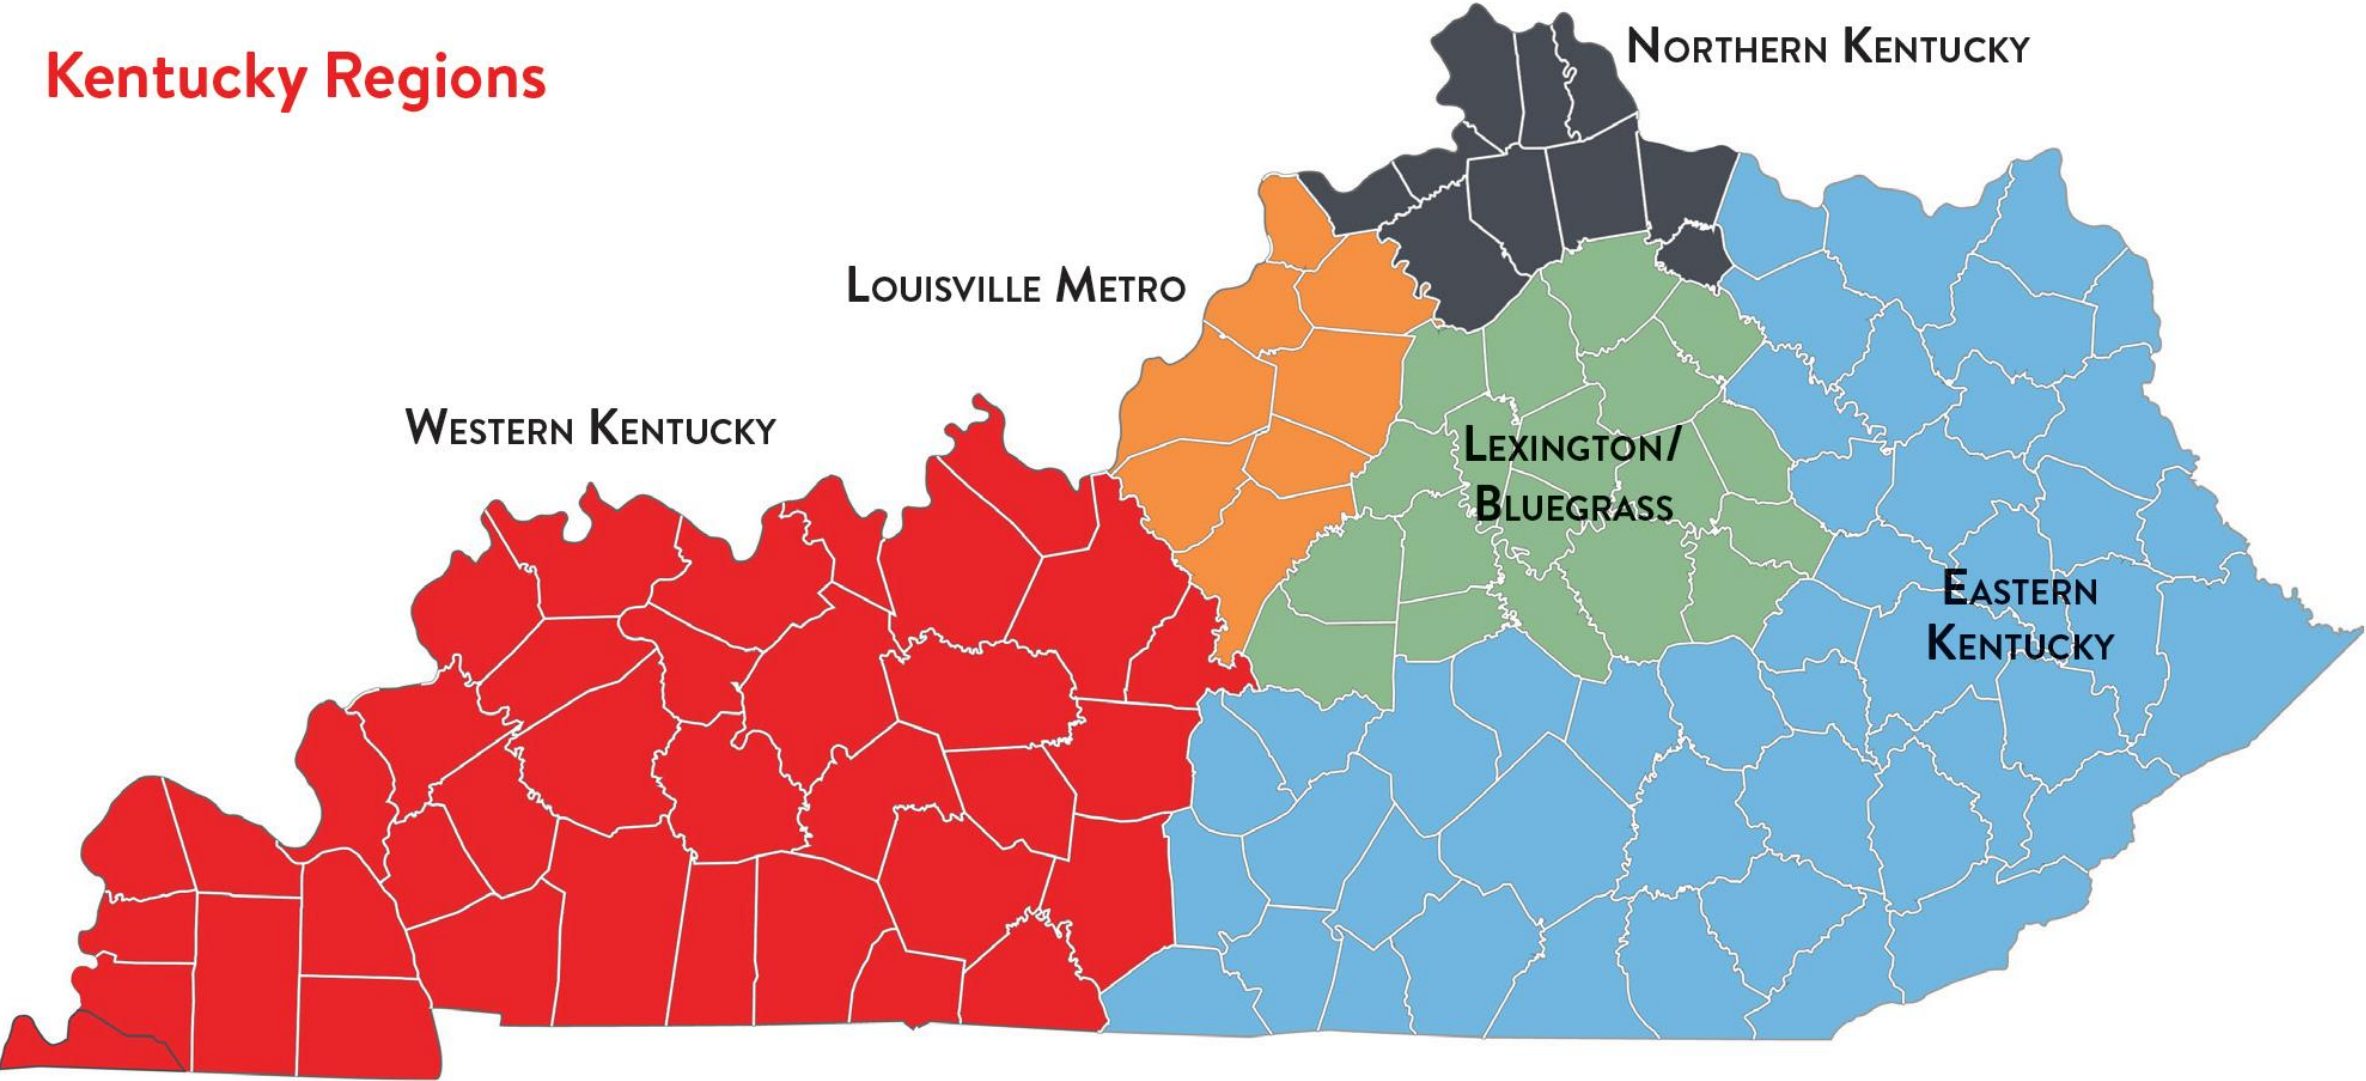 Kentucky Regions
Northern Kentucky
Louisville Metro
Western Kentucky
Lexington/
Bluegrass
Eastern
Kentucky